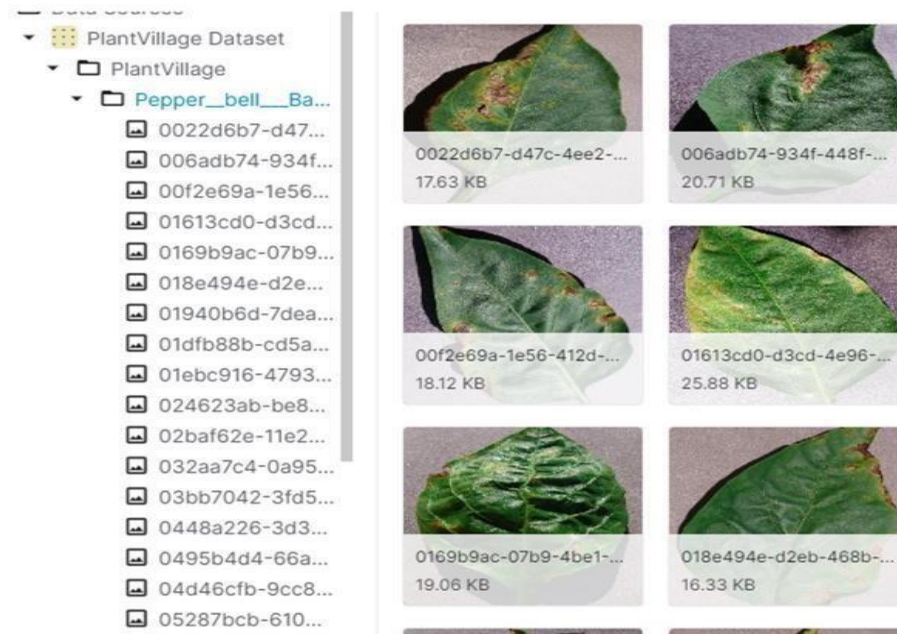 PlantVillage Dataset
PlantVillage
Pepper__bell___Ba...
0022d6b7-d47...
006adb74-934f...
00f2e69a-1e56...
01613cd0-d3cd...
0169b9ac-07b9...
018e494e-d2e...
01940b6d-7dea...
01dfb88b-cd5a...
01ebc916-4793...
024623ab-be8...
02baf62e-11e2...
032aa7c4-0a95...
03bb7042-3fd5...
0448a226-3d3...
0495b4d4-66a...
04d46cfb-9cc8...
05287bcb-610...
0022d6b7-d47c-4ee2-...
17.63 KB
006adb74-934f-448f-...
20.71 KB
00f2e69a-1e56-412d-...
18.12 KB
01613cd0-d3cd-4e96-...
25.88 KB
0169b9ac-07b9-4be1-...
19.06 KB
018e494e-d2eb-468b-...
16.33 KB